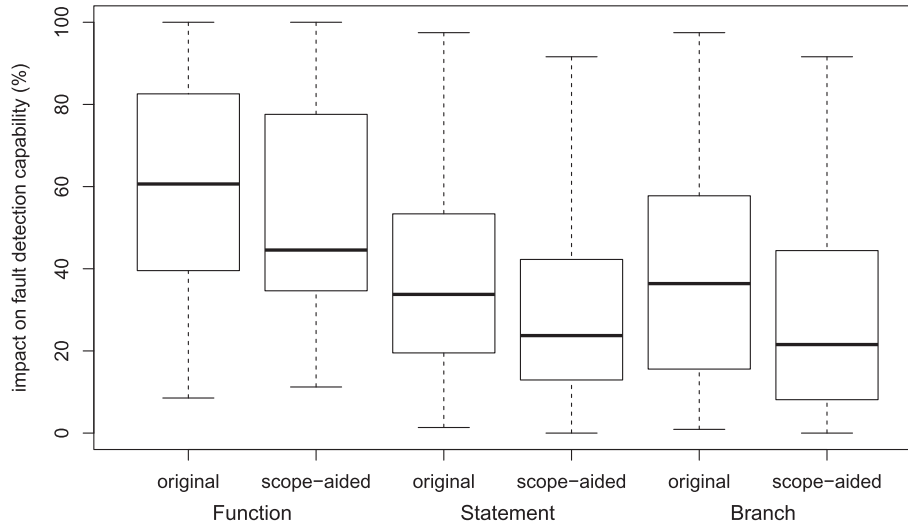 impact on fault detection capability (%)
100
80
60
40
20
0
original scope−aided original scope−aided original scope−aided
Function Statement Branch